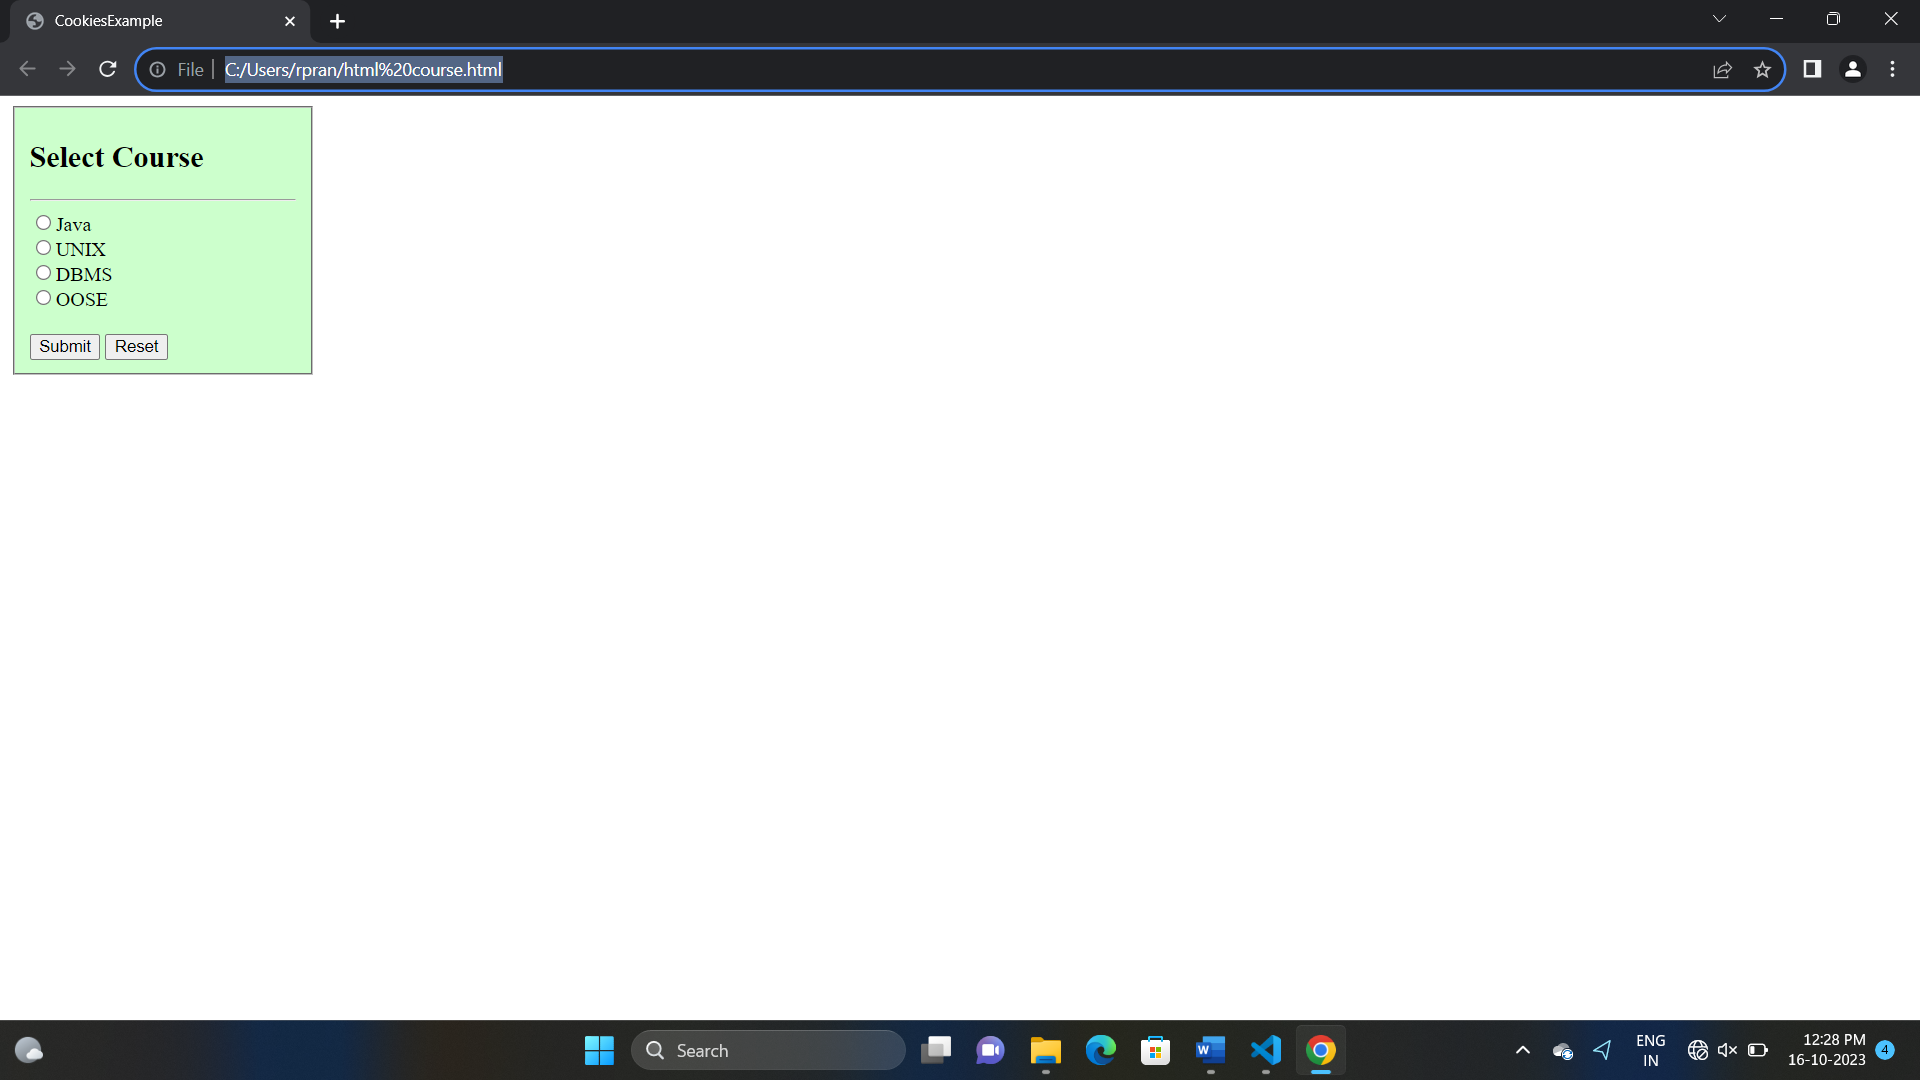 CookiesExample
File
C:/Users/rpran/html%20course.html
Select Course
Java
UNIX
DBMS
OOSE
Submit Reset
Search
W
ENG
IN
12:28 PM
16-10-2023
4